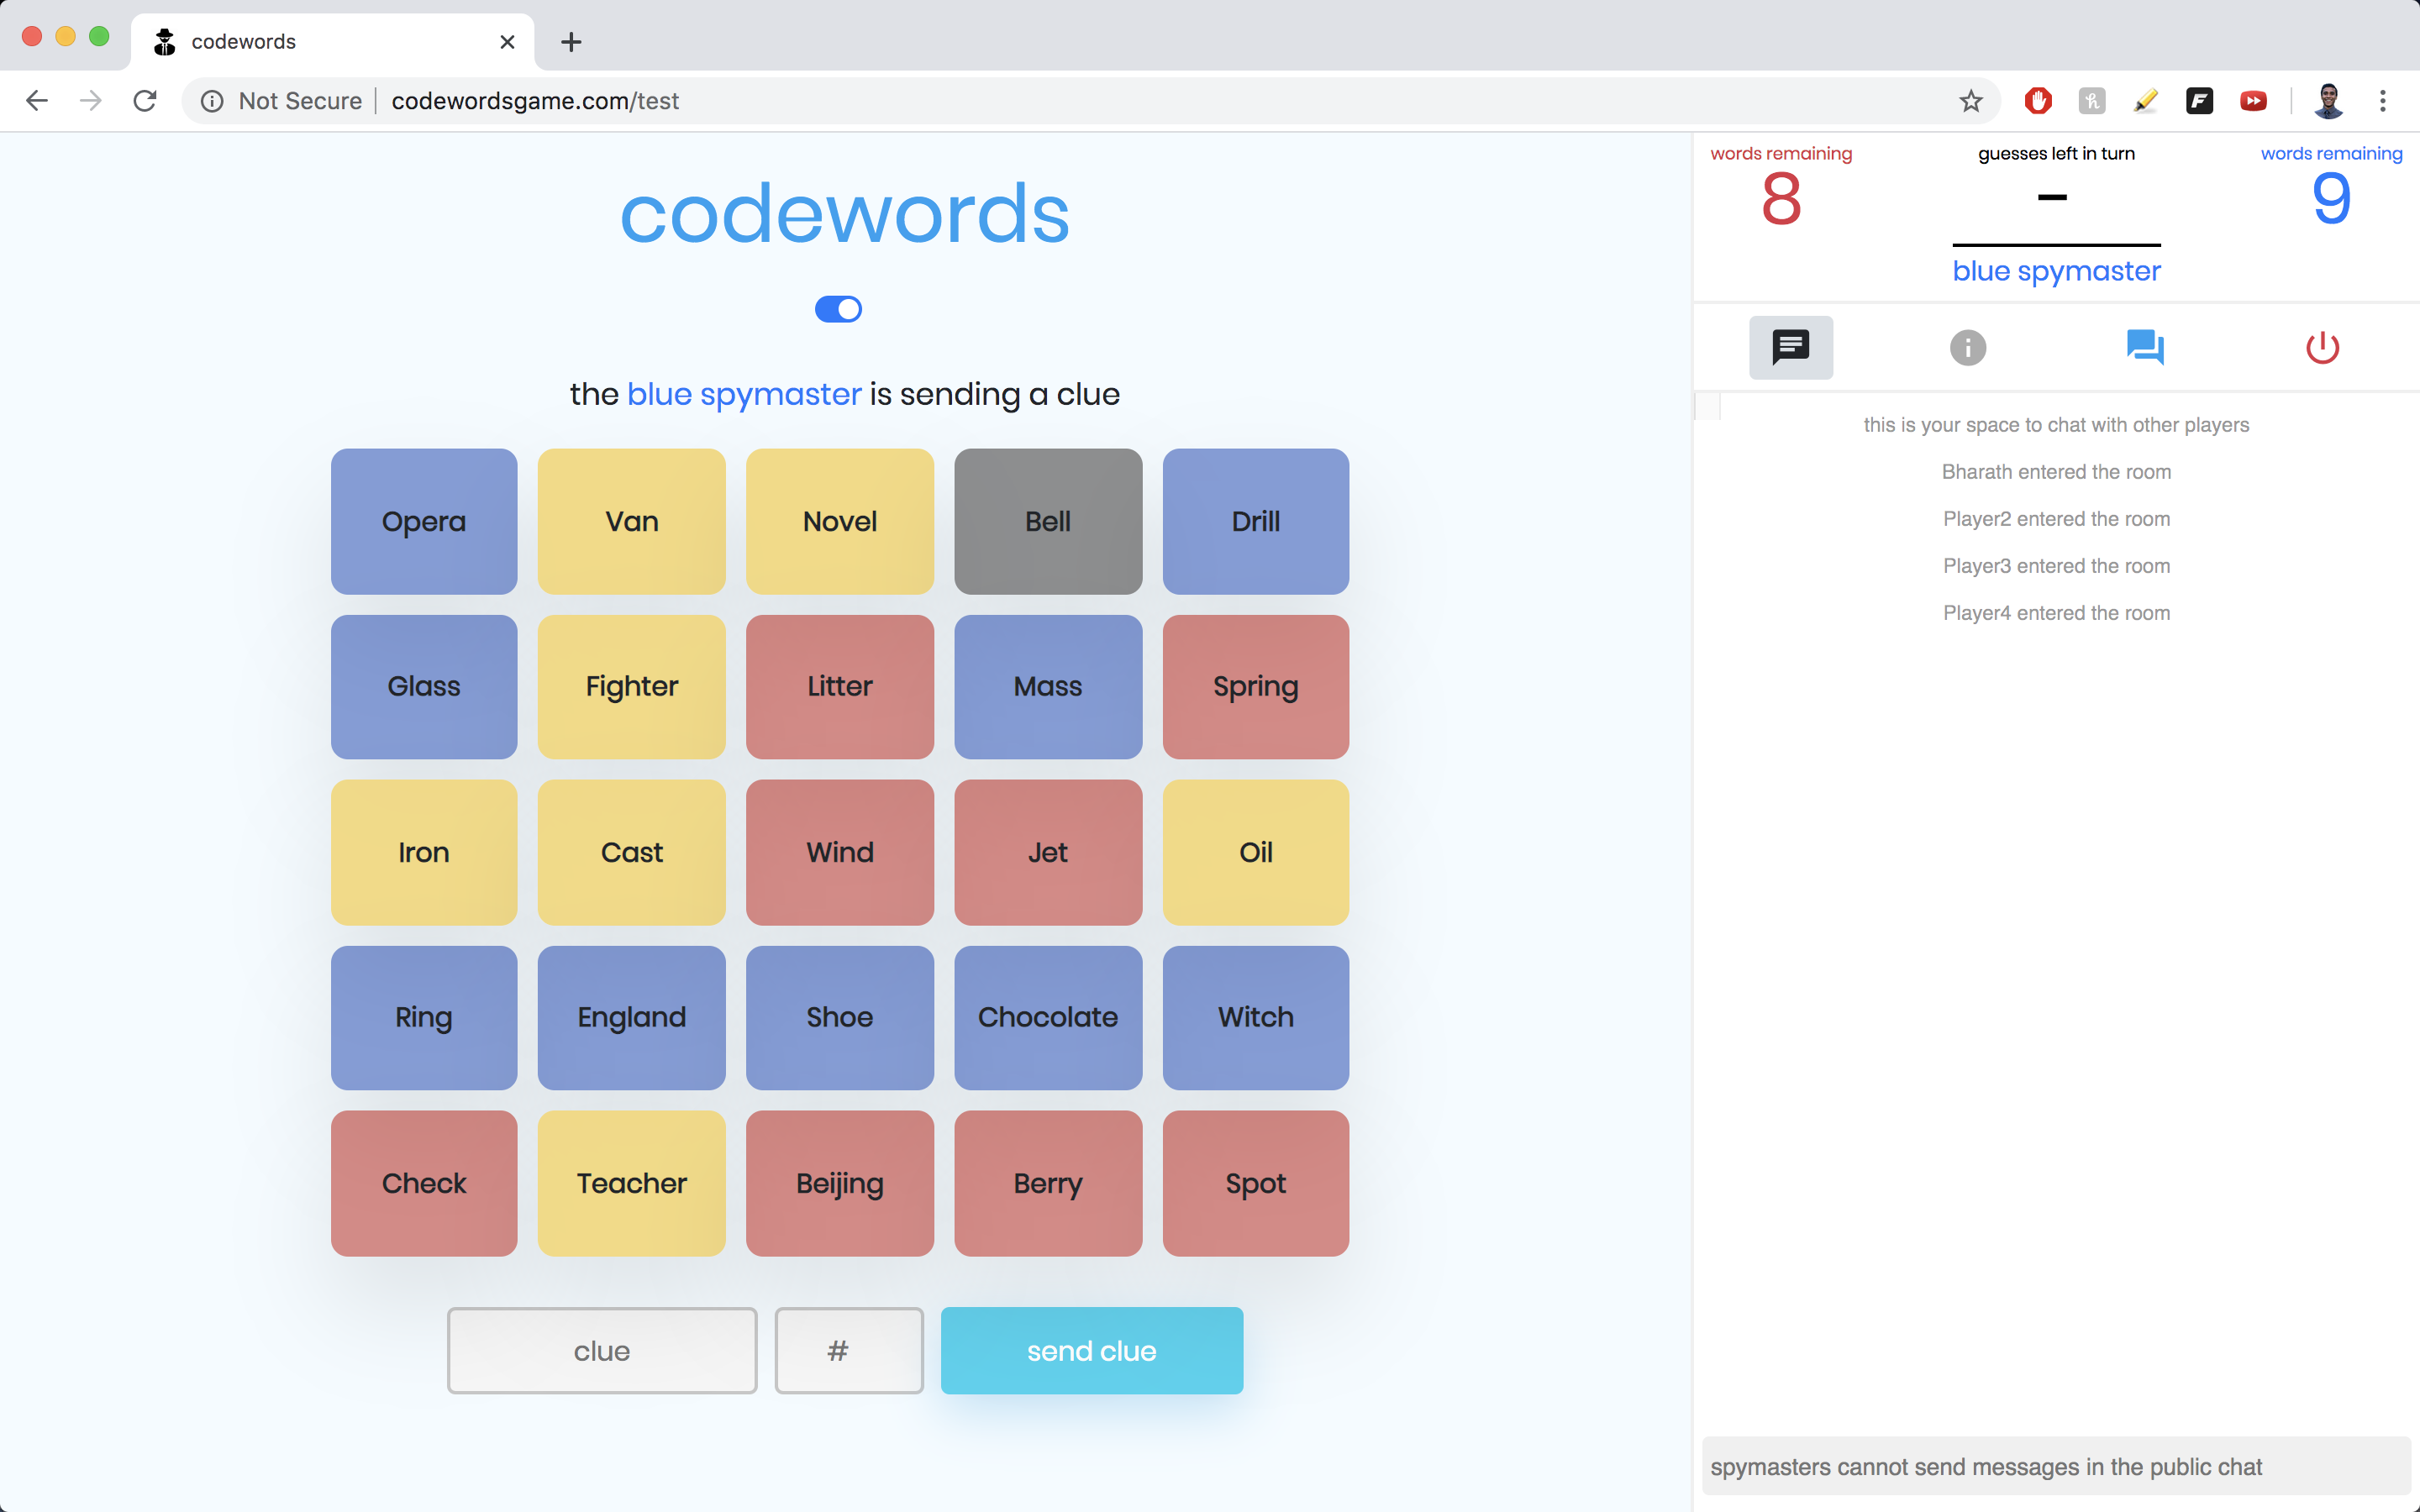 codewords
Not Secure codewordsgame.com/test
codewords
the blue spymaster is sending a clue
Opera Van Novel Bell Drill
Glass Fighter Litter Mass Spring
Iron Cast Wind Jet Oil
Ring England Shoe Chocolate Witch
Check Teacher Beijing Berry Spot
clue # send clue
words remaining guesses left in turn words remaining
8 - 9
blue spymaster
this is your space to chat with other players
Bharath entered the room
Player2 entered the room
Player3 entered the room
Player4 entered the room
spymasters cannot send messages in the public chat